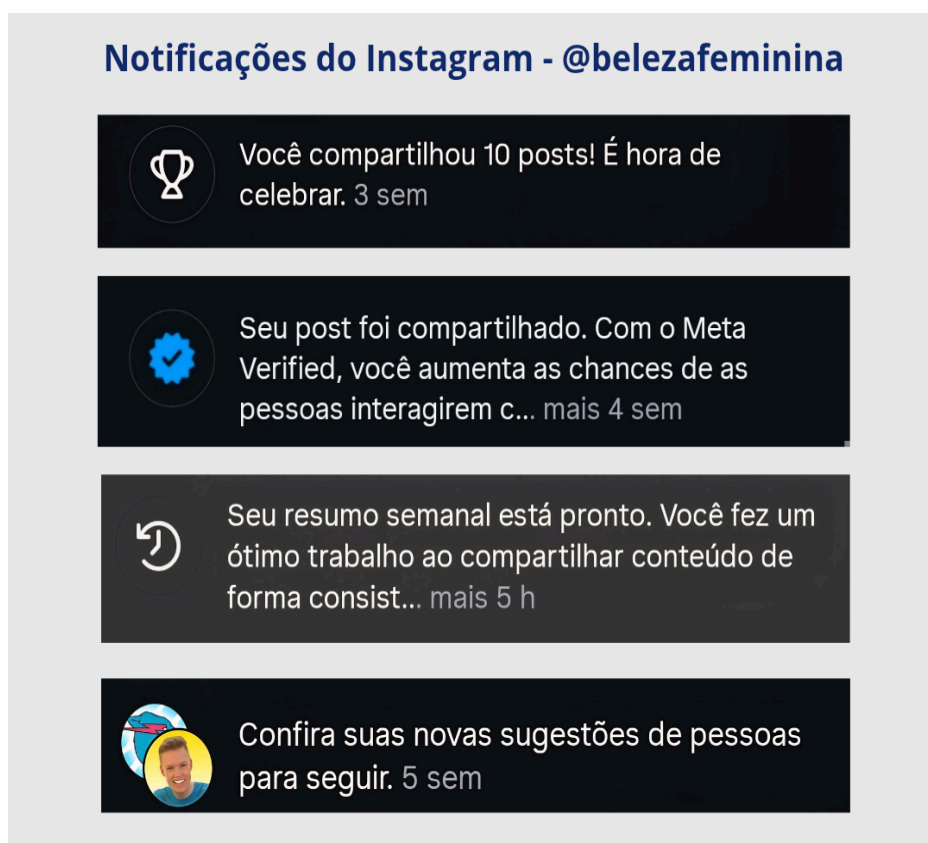 Notificações do Instagram - @belezafeminina
Você compartilhou 10 posts! É hora de
celebrar. 3 sem
Seu post foi compartilhado. Com o Meta
Verified, você aumenta as chances de as
pessoas interagirem c... mais 4 sem
Seu resumo semanal está pronto. Você fez um
ótimo trabalho ao compartilhar conteúdo de
forma consist... mais 5 h
Confira suas novas sugestões de pessoas
para seguir. 5 sem